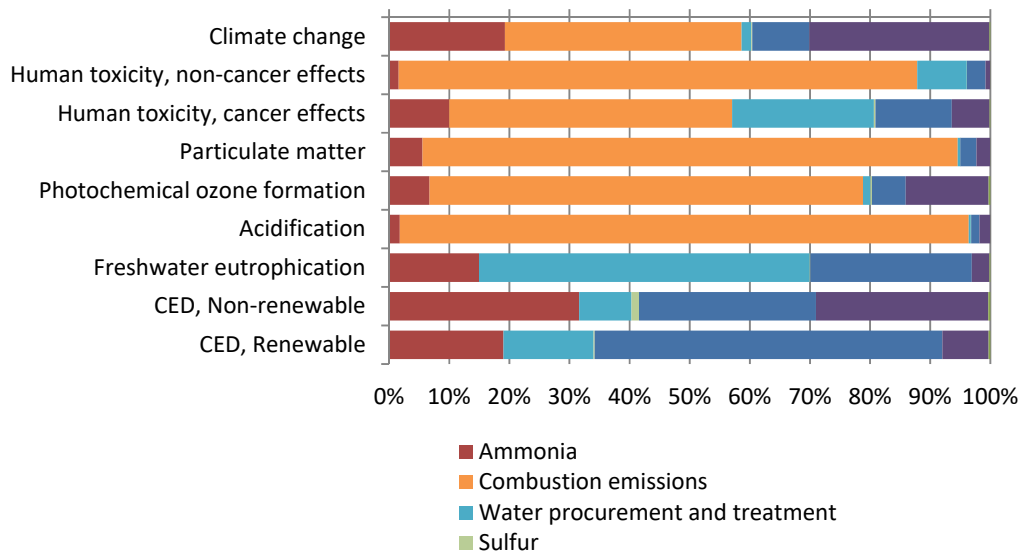 Climate change
Human toxicity, non-cancer effects
Human toxicity, cancer effects
Particulate matter
Photochemical ozone formation
Acidification
Freshwater eutrophication
CED, Non-renewable
CED, Renewable
0% 10% 20% 30% 40% 50% 60% 70% 80% 90% 100%
Ammonia
Combustion emissions
Water procurement and treatment
Sulfur